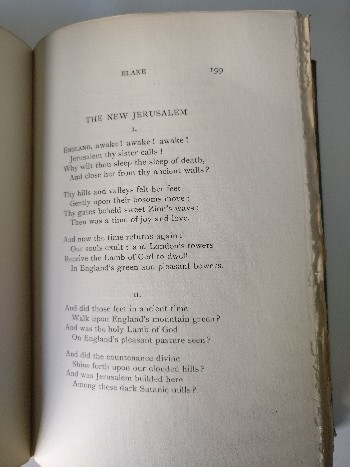 BLAKE 199
THE NEW JERUSALEM
I.
ENGLAND, awake! awake! awake!
Jerusalem thy sister calls!
Why wilt thou sleep the sleep of death,
And close her from thy ancient walls?
Thy hills and valleys felt her feet
Gently upon their bosoms move:
Thy gates beheld sweet Zion's ways;
Then was a time of joy and love.
And now the time returns again:
Our souls exult: and London's towers
Receive the Lamb of God to dwell
In England's green and pleasant bowers.
II.
And did those feet in ancient time
Walk upon England's mountain green?
And was the holy Lamb of God
On England's pleasant pasture seen?
And did the countenance divine
Shine forth upon our clouded hills?
And was Jerusalem builded here
Among these dark Satanic mills?